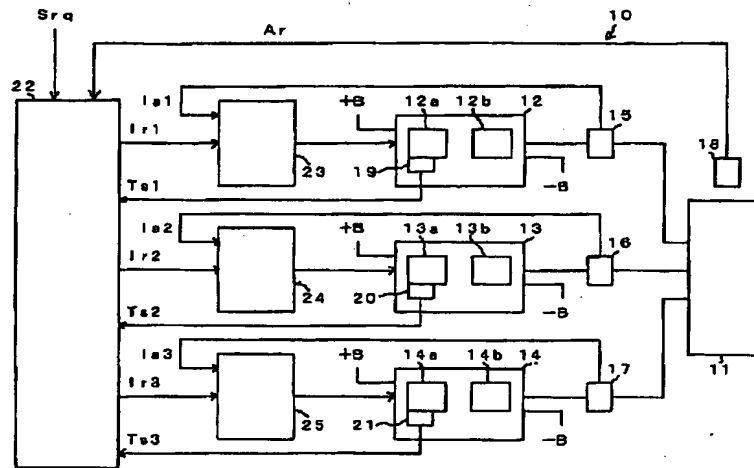 Srq
Ar
10
22
Is1
+B
12a
12b
12
15
18
Ir1
23
19
-B
Ts1
Is2
+B
13a
13b
13
16
Ir2
24
20
-B
Ts2
Is3
+B
14a
14b
14
17
11
Ir3
25
21
-B
Ts3